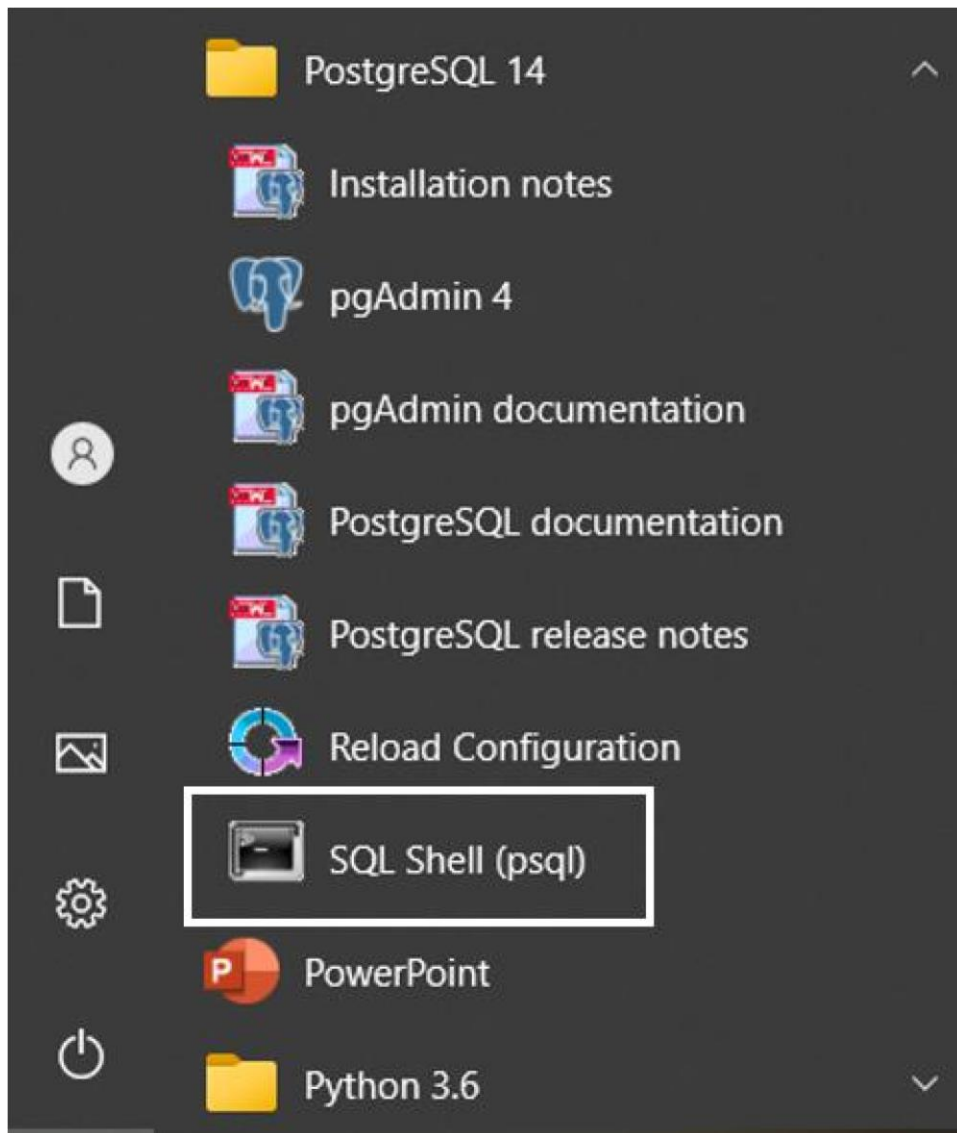 PostgreSQL 14
Installation notes
pgAdmin 4
pgAdmin documentation
PostgreSQL documentation
PostgreSQL release notes
Reload Configuration
SQL Shell (psql)
PowerPoint
Python 3.6